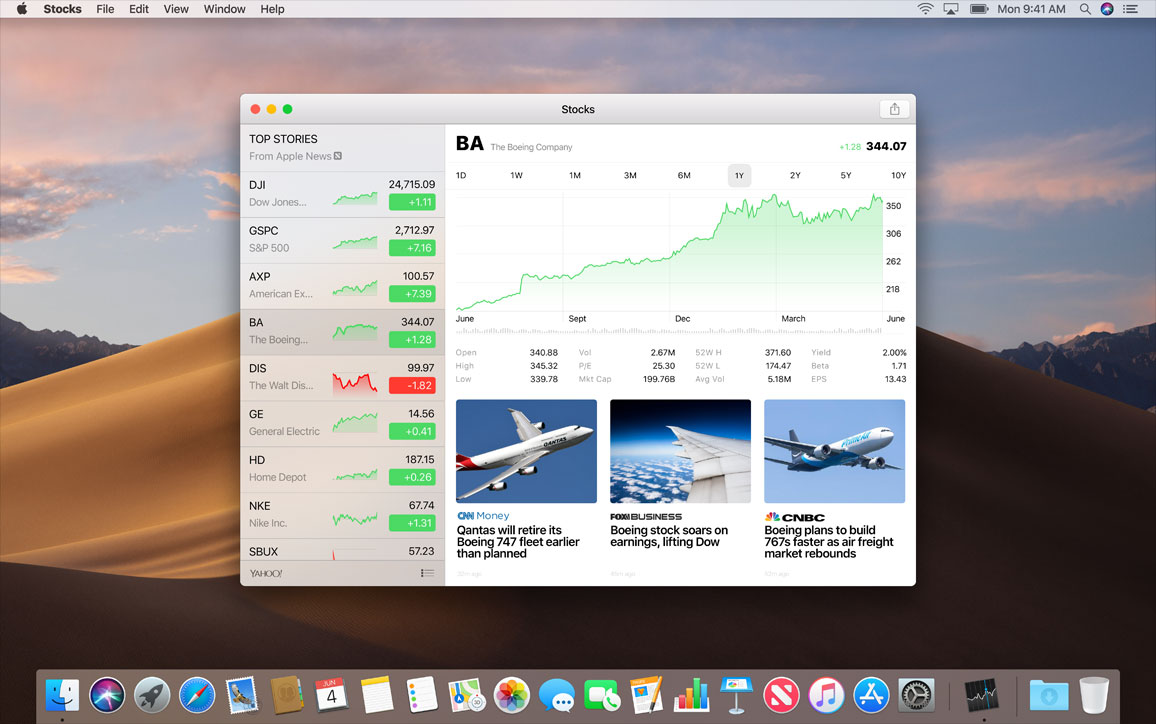 Stocks File Edit View Window Help
Mon 9:41 AM
Stocks
TOP STORIES
From Apple News
DJI 24,715.09
Dow Jones... +1.11
GSPC 2,712.97
S&P 500 +7.16
AXP 100.57
American Ex... +7.39
BA 344.07
The Boeing... +1.28
DIS 99.97
The Walt Dis... -1.82
GE 14.56
General Electric +0.41
HD 187.15
Home Depot +0.26
NKE 67.74
Nike Inc. +1.31
SBUX 57.23
YAHOO!
BA The Boeing Company +1.28 344.07
1D 1W 1M 3M 6M 1Y 2Y 5Y 10Y
350
306
262
218
June Sept Dec March June
Open 340.88 Vol 2.67M 52W H 371.60 Yield 2.00%
High 345.32 P/E 25.30 52W L 174.47 Beta 1.71
Low 339.78 Mkt Cap 199.76B Avg Vol 5.18M EPS 13.43
QANTAS
CNN Money
Qantas will retire its
Boeing 747 fleet earlier
than planned
FOX BUSINESS
Boeing stock soars on
earnings, lifting Dow
prime air
CNBC
Boeing plans to build
767s faster as air freight
market rebounds
JUN
4